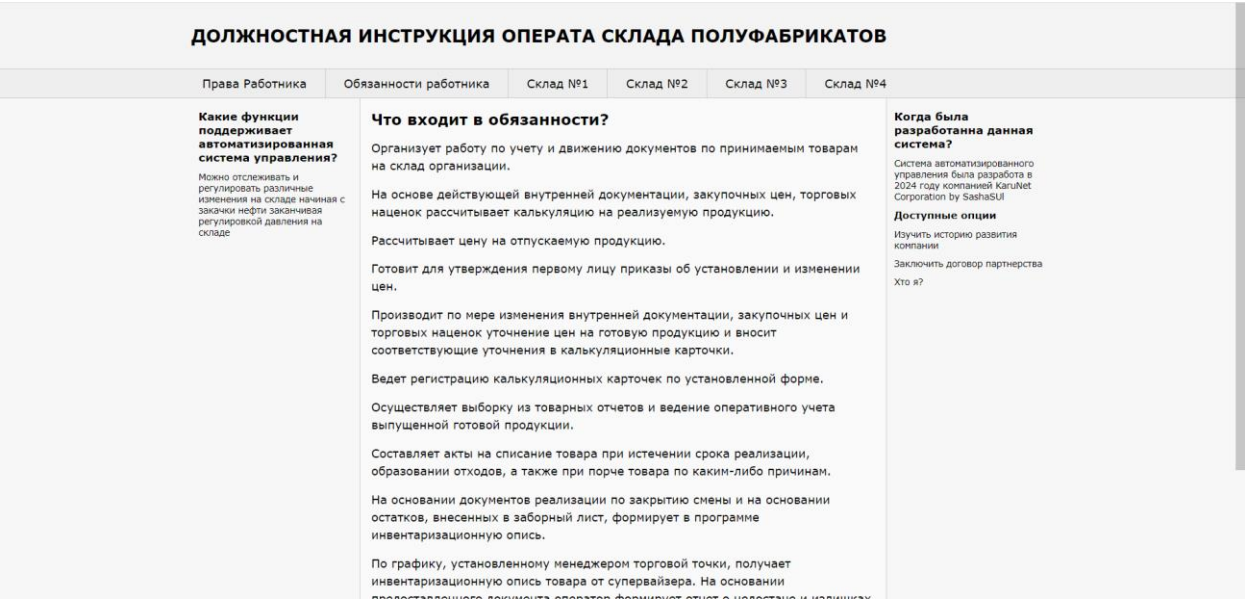 ДОЛЖНОСТНАЯ ИНСТРУКЦИЯ ОПЕРАТА СКЛАДА ПОЛУФАБРИКАТОВ
Права Работника
Обязанности работника
Склад №1
Склад №2
Склад №3
Склад №4
Какие функции
поддерживает
автоматизированная
система управления?
Можно отслеживать и
регулировать различные
изменения на складе начиная с
закачки нефти заканчивая
регулировкой давления на
складе
Что входит в обязанности?
Организует работу по учету и движению документов по принимаемым товарам
на склад организации.
На основе действующей внутренней документации, закупочных цен, торговых
наценок рассчитывает калькуляцию на реализуемую продукцию.
Рассчитывает цену на отпускаемую продукцию.
Готовит для утверждения первому лицу приказы об установлении и изменении
цен.
Производит по мере изменения внутренней документации, закупочных цен и
торговых наценок уточнение цен на готовую продукцию и вносит
соответствующие уточнения в калькуляционные карточки.
Ведет регистрацию калькуляционных карточек по установленной форме.
Осуществляет выборку из товарных отчетов и ведение оперативного учета
выпущенной готовой продукции.
Составляет акты на списание товара при истечении срока реализации,
образовании отходов, а также при порче товара по каким-либо причинам.
На основании документов реализации по закрытию смены и на основании
остатков, внесенных в заборный лист, формирует в программе
инвентаризационную опись.
По графику, установленному менеджером торговой точки, получает
инвентаризационную опись товара от супервайзера. На основании
предоставленного документа оператор формирует отчет о недостаче и излишках
Когда была
разработанна данная
система?
Система автоматизированного
управления была разработа в
2024 году компанией KaruNet
Corporation by SashaSUI
Доступные опции
Изучить историю развития
компании
Заключить договор партнерства
Хто я?